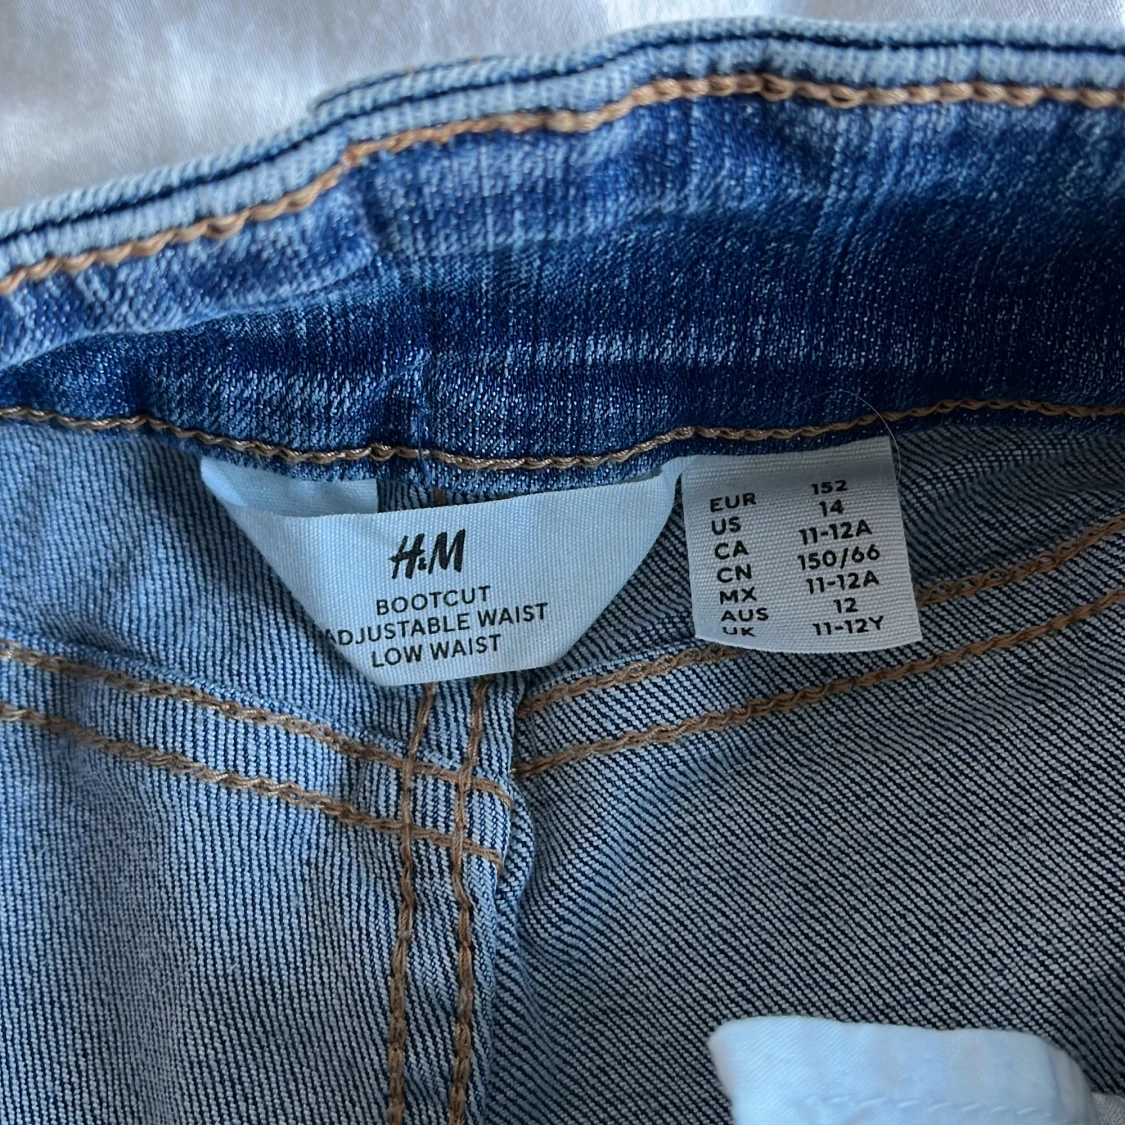 H&M
BOOTCUT
ADJUSTABLE WAIST
LOW WAIST
EUR 152
US 14
CA 11-12A
CN 150/66
MX 11-12A
AUS 12
UK 11-12Y